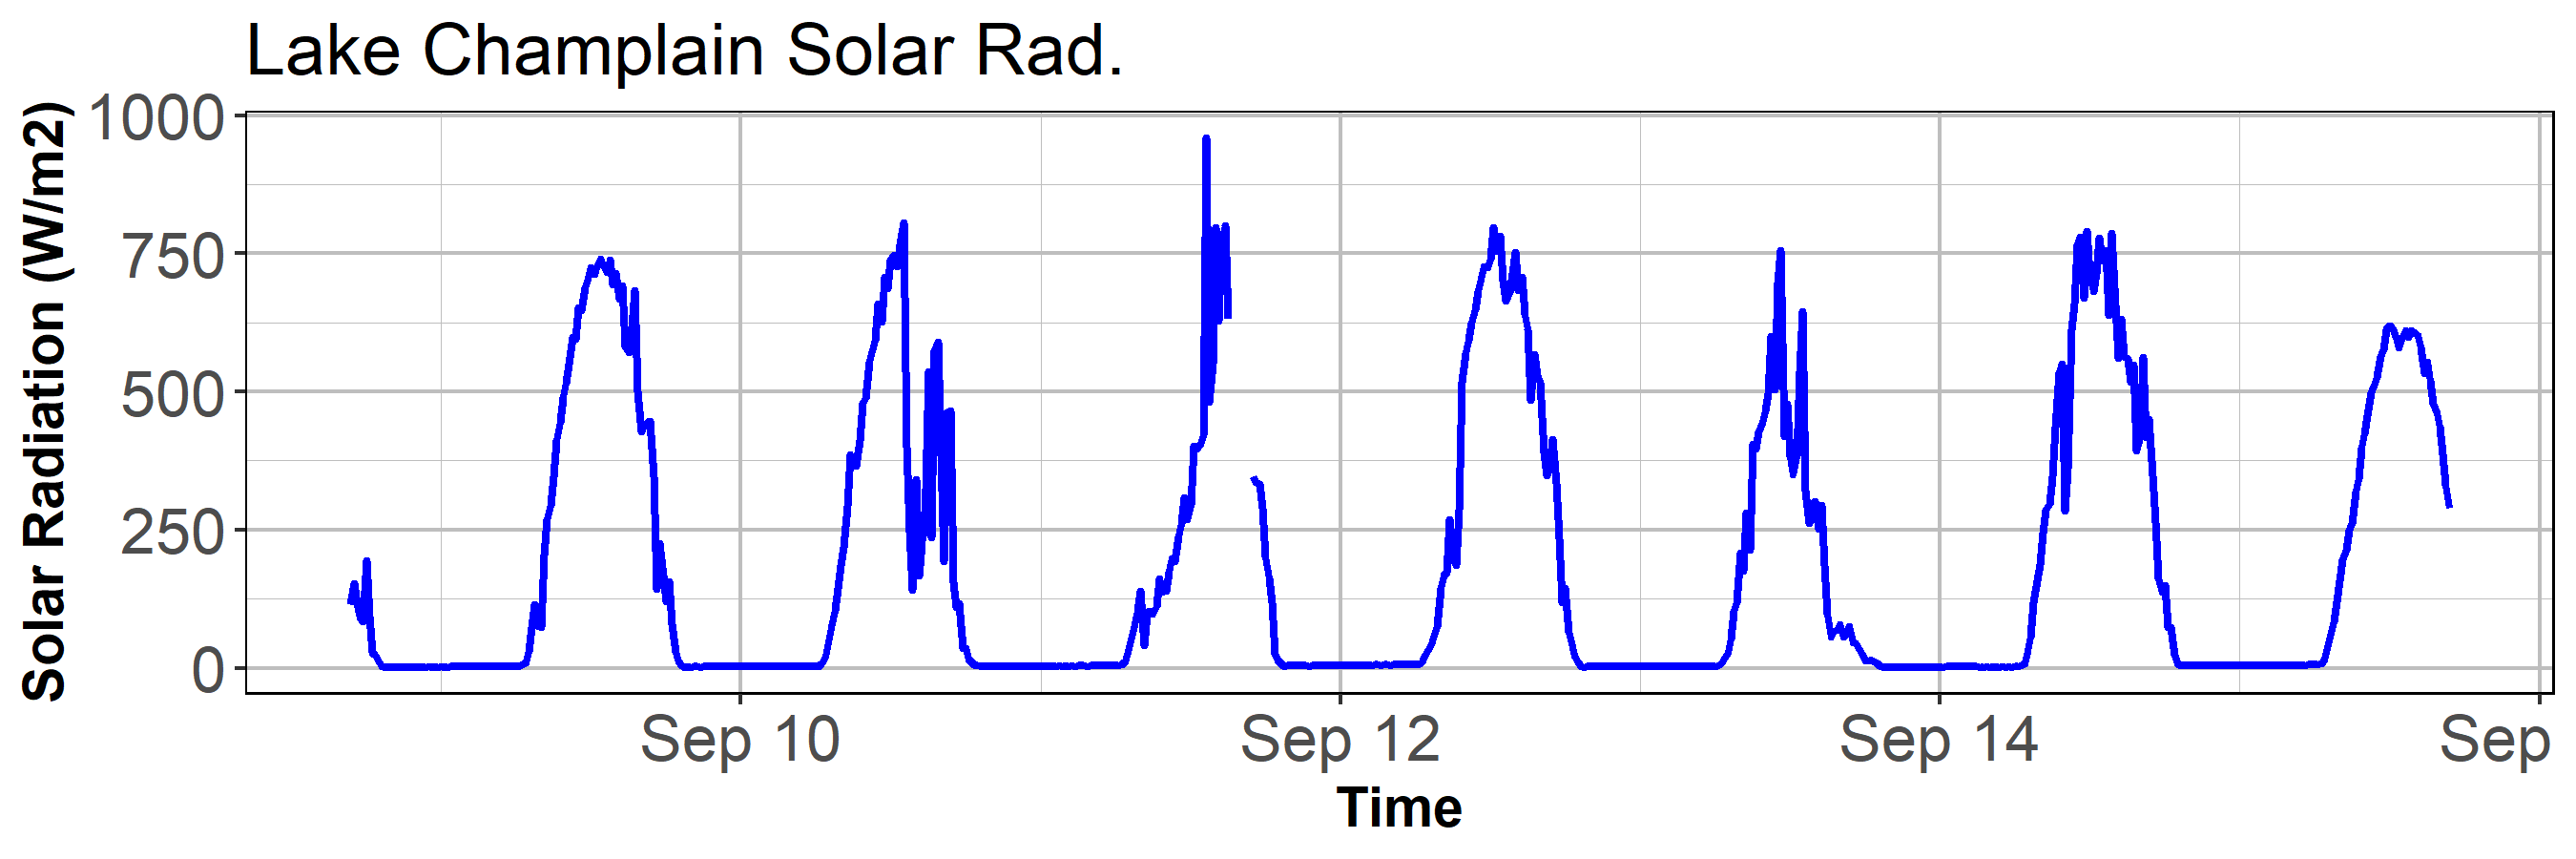 Lake Champlain Solar Rad.
Solar Radiation (W/m2)
1000
750
500
250
0
Sep 10
Sep 12
Sep 14
Sep
Time